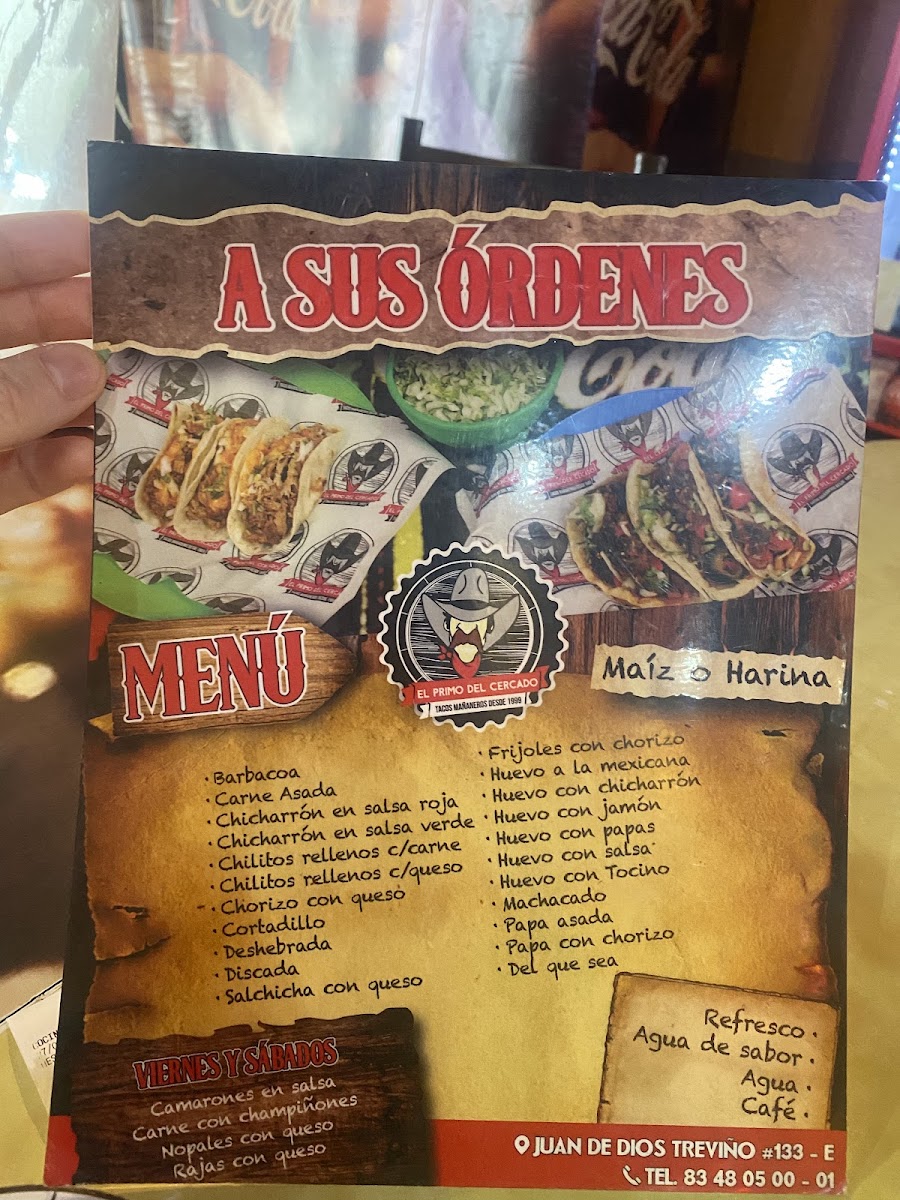 A SUS ÓRDENES
MENÚ
EL PRIMO DEL CERCADO
TACOS MAÑANEROS DESDE 1999
Maíz o Harina
· Barbacoa
· Carne Asada
· Chicharrón en salsa roja
· Chicharrón en salsa verde
· Chilitos rellenos c/carne
· Chilitos rellenos c/queso
· Chorizo con queso
· Cortadillo
· Deshebrada
· Discada
· Salchicha con queso
· Frijoles con chorizo
· Huevo a la mexicana
· Huevo con chicharrón
· Huevo con jamón
· Huevo con papas
· Huevo con salsa
· Huevo con Tocino
· Machacado
· Papa asada
· Papa con chorizo
· Del que sea
VIERNES Y SÁBADOS
Camarones en salsa
Carne con champiñones
Nopales con queso
Rajas con queso
Refresco ·
Agua de sabor ·
Agua ·
Café ·
JUAN DE DIOS TREVIÑO #133 - E
TEL. 83 48 05 00 - 01